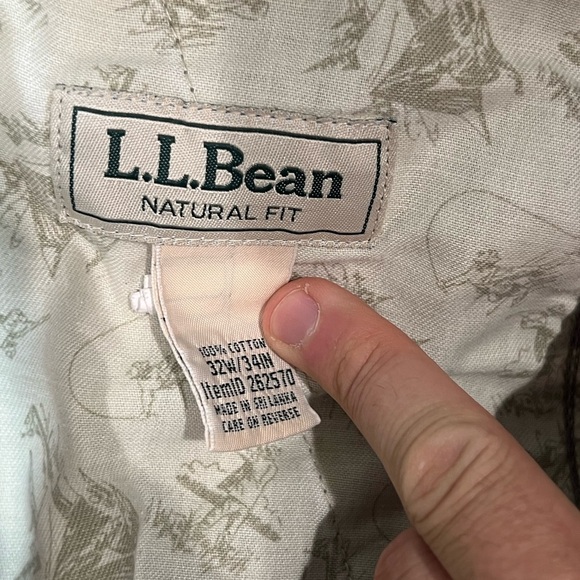 L.L.Bean
NATURAL FIT
100% COTTON
32W/34IN
ItemID 262570
MADE IN SRI LANKA
CARE ON REVERSE